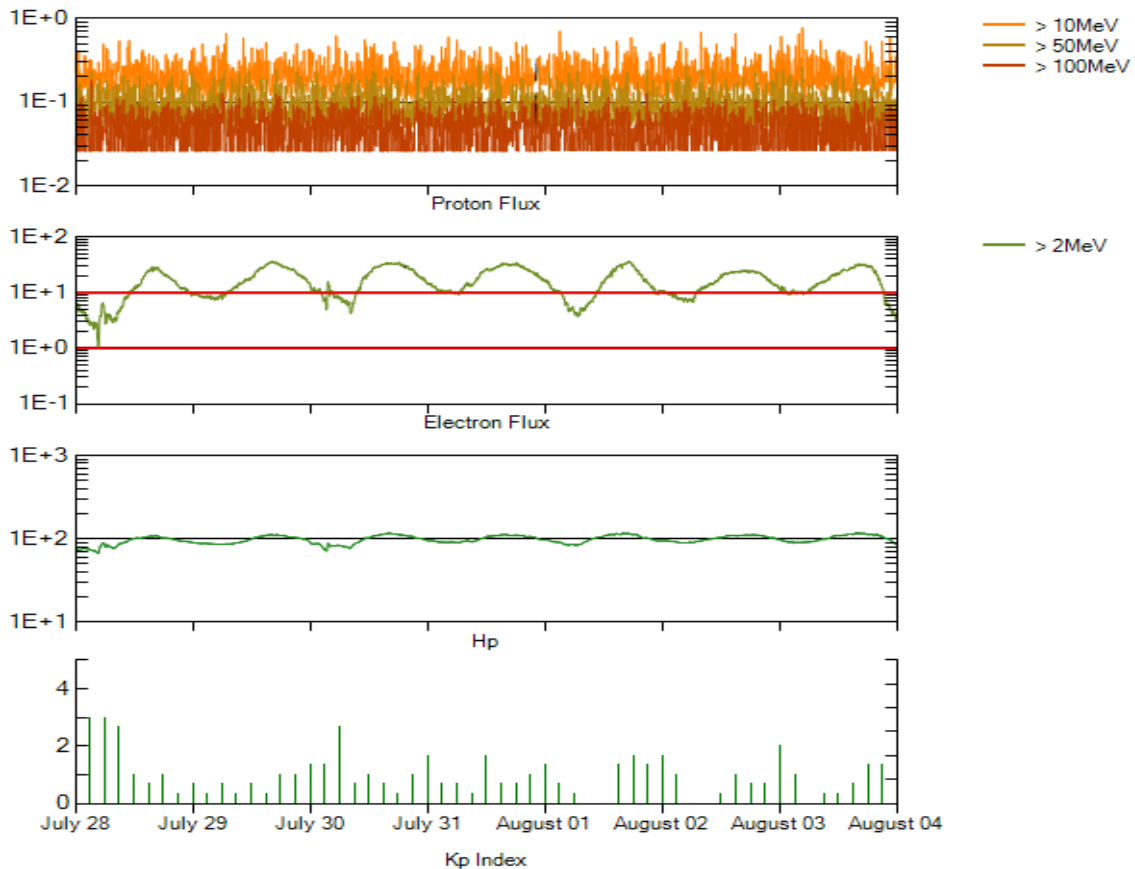 1E+0
1E-1
1E-2
Proton Flux
> 10MeV
> 50MeV
> 100MeV
1E+2
1E+1
1E+0
1E-1
Electron Flux
> 2MeV
1E+3
1E+2
1E+1
Hp
4
2
0
July 28 July 29 July 30 July 31 August 01 August 02 August 03 August 04
Kp Index